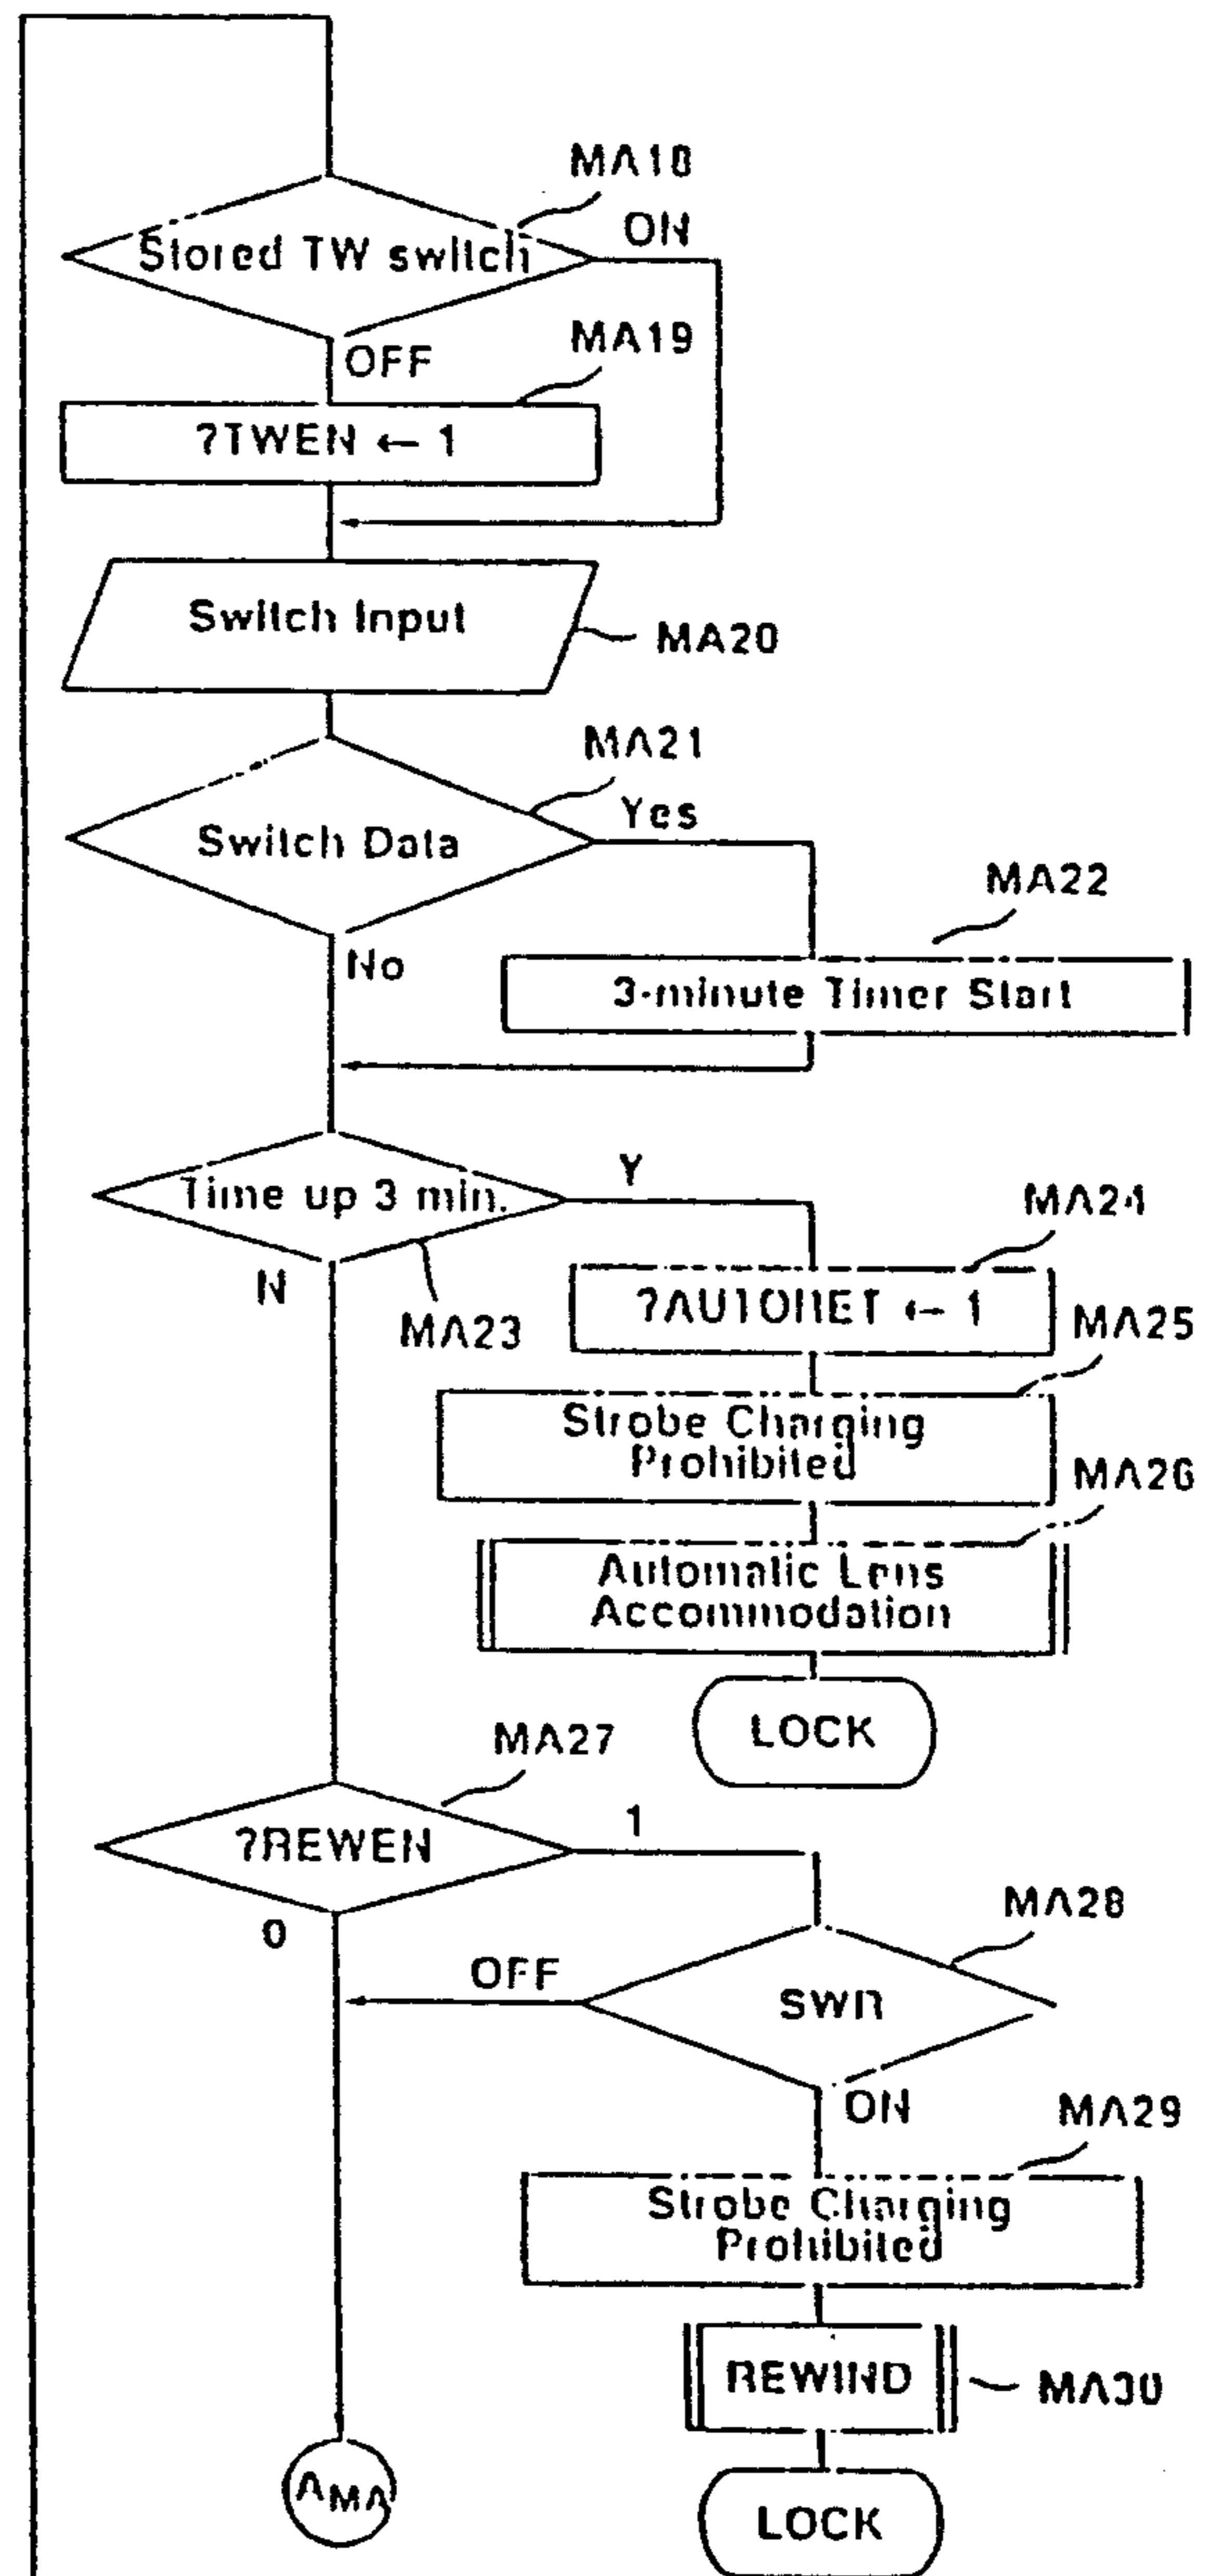 MA18
Stored TW switch
ON
OFF
MA19
?TWEN ← 1
Switch Input
MA20
MA21
Switch Data
Yes
No
MA22
3-minute Timer Start
Time up 3 min.
Y
N
MA23
MA24
?AUTORET ← 1
MA25
Strobe Charging
Prohibited
MA26
Automatic Lens
Accommodation
LOCK
MA27
?REWEN
1
0
MA28
SWR
OFF
ON
MA29
Strobe Charging
Prohibited
REWIND
MA30
AMA
LOCK